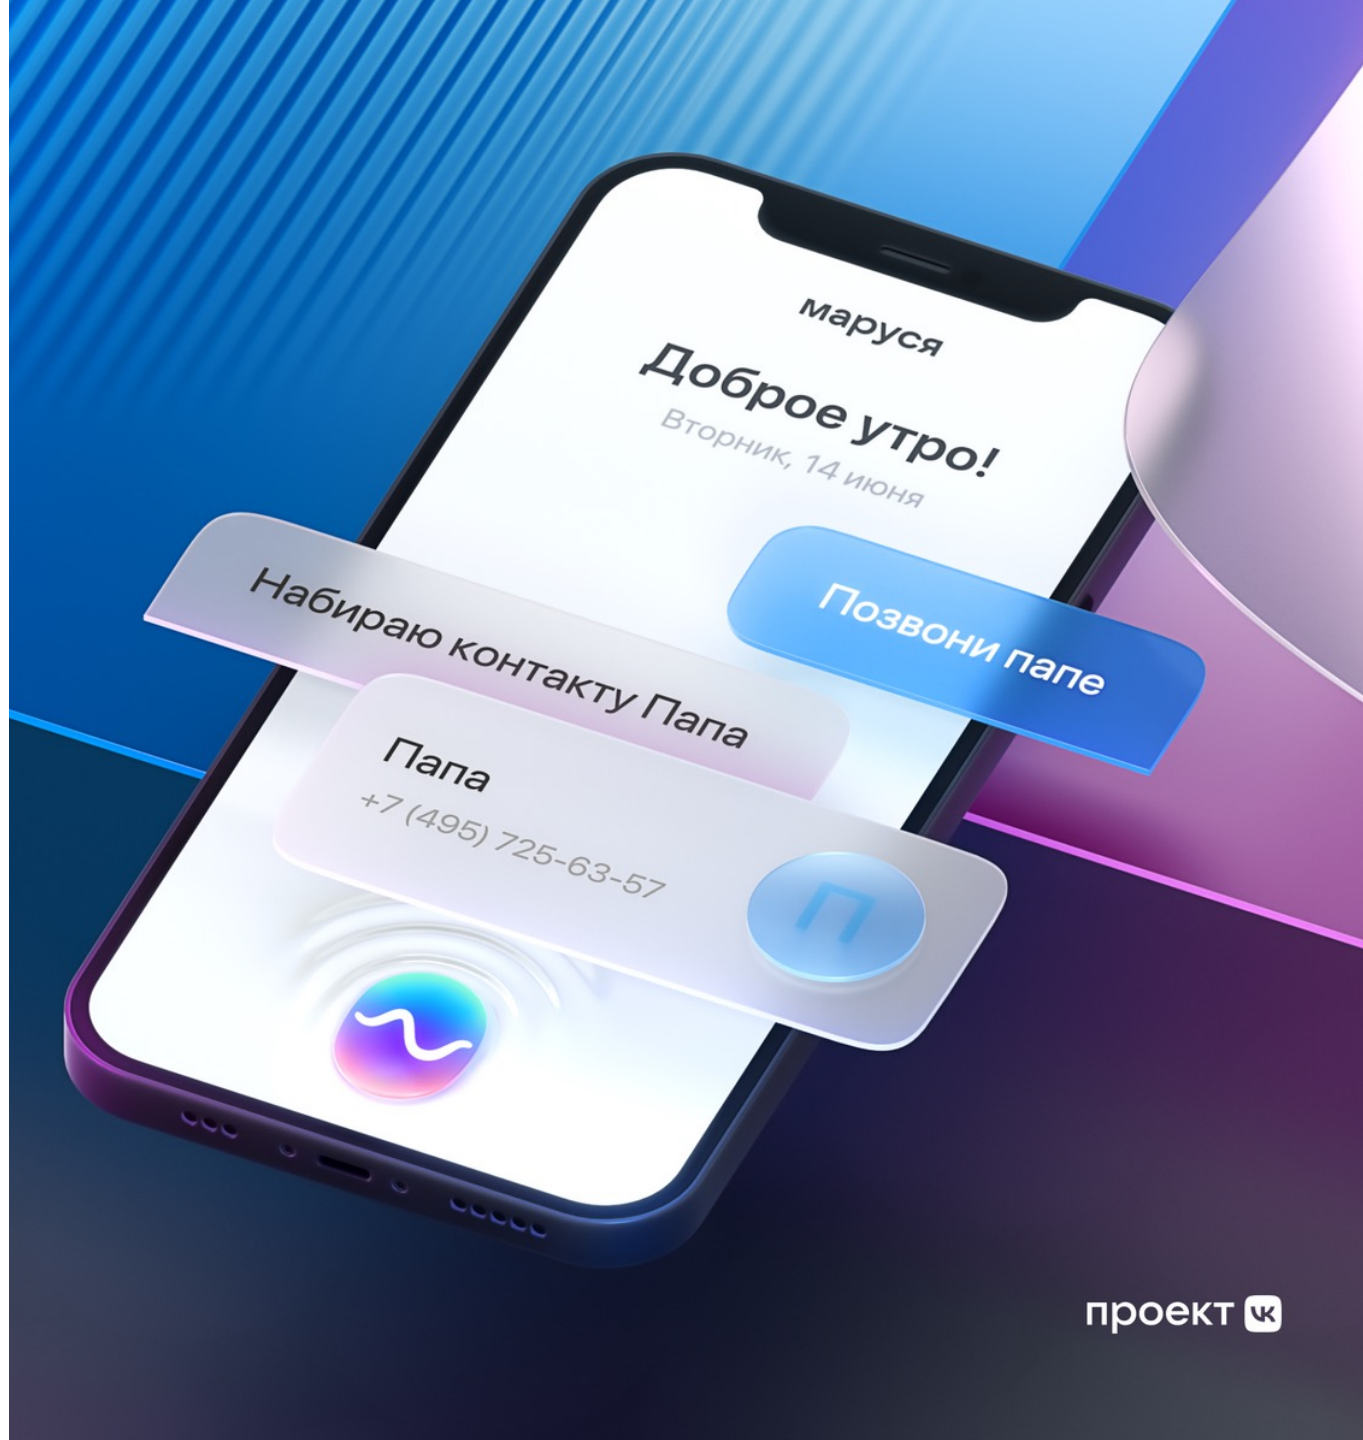 маруся
Доброе утро!
Вторник, 14 июня
Позвони папе
Набираю контакту Папа
Папа
+7 (495) 725-63-57
П
проект VK